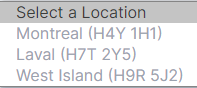 Select a Location
Montreal (H4Y 1H1)
Laval (H7T 2Y5)
West Island (H9R 5J2)